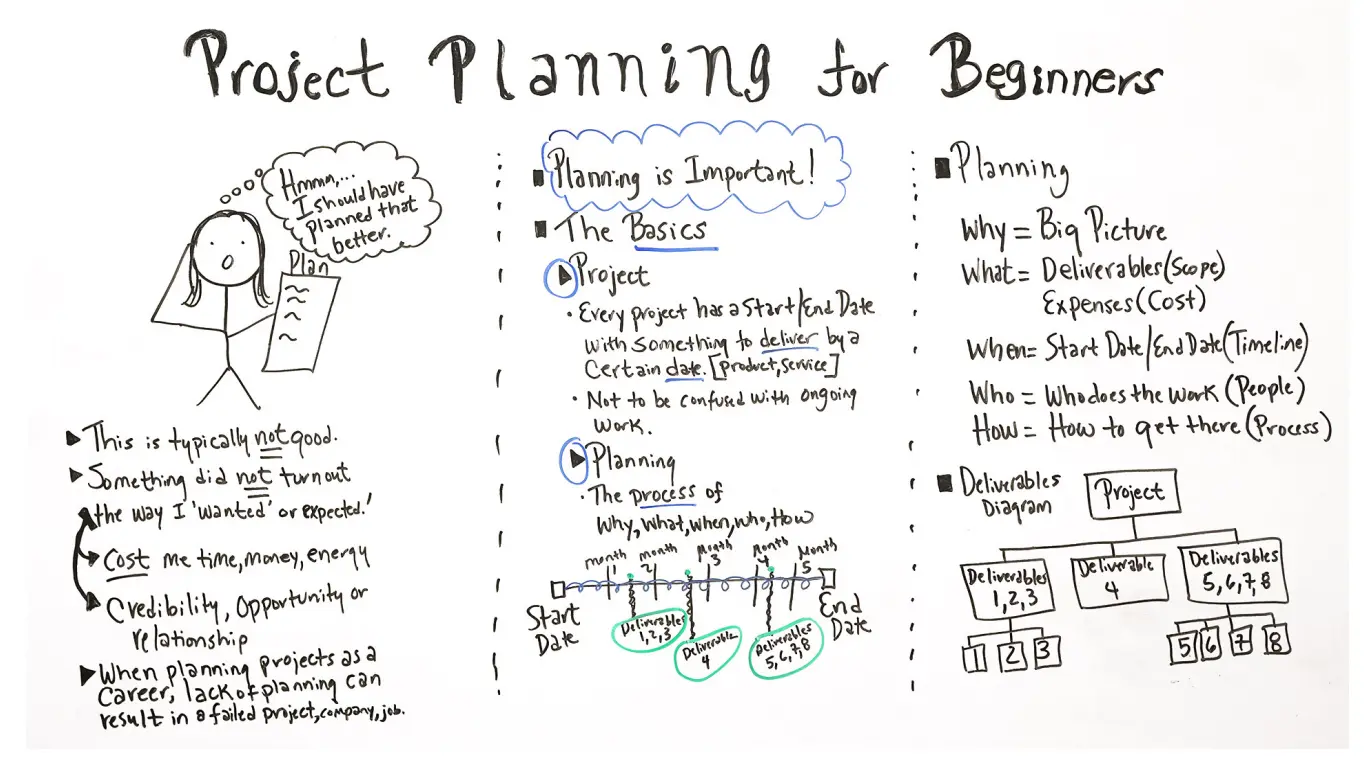 Project Planning for Beginners
Hmmm,...
I should have
planned that
better.
Plan
▶ This is typically not good.
▶ Something did not turnout
the way I 'wanted' or expected.'
Cost me time, money, energy
Credibility, Opportunity or
relationship
▶ When planning projects as a
career, lack of planning can
result in a failed project, company, job.
■ Planning is Important!
■ The Basics
▶ Project
• Every project has a Start/End Date
with something to deliver by a
certain date. [product, service]
• Not to be confused with ongoing
work.
▶ Planning
• The process of
Why, what, when, who, How
month 1
month 2
Month 3
Month 4
Month 5
Start
Date
End
Date
Deliverables
1,2,3
Deliverable
4
Deliverables
5,6,7,8
■ Planning
Why = Big Picture
What = Deliverables (Scope)
Expenses (Cost)
When = Start Date/End Date (Timeline)
Who = Who does the work (People)
How = How to get there (Process)
■ Deliverables
Diagram
Project
Deliverables
1,2,3
Deliverable
4
Deliverables
5,6,7,8
1 2 3
5 6 7 8